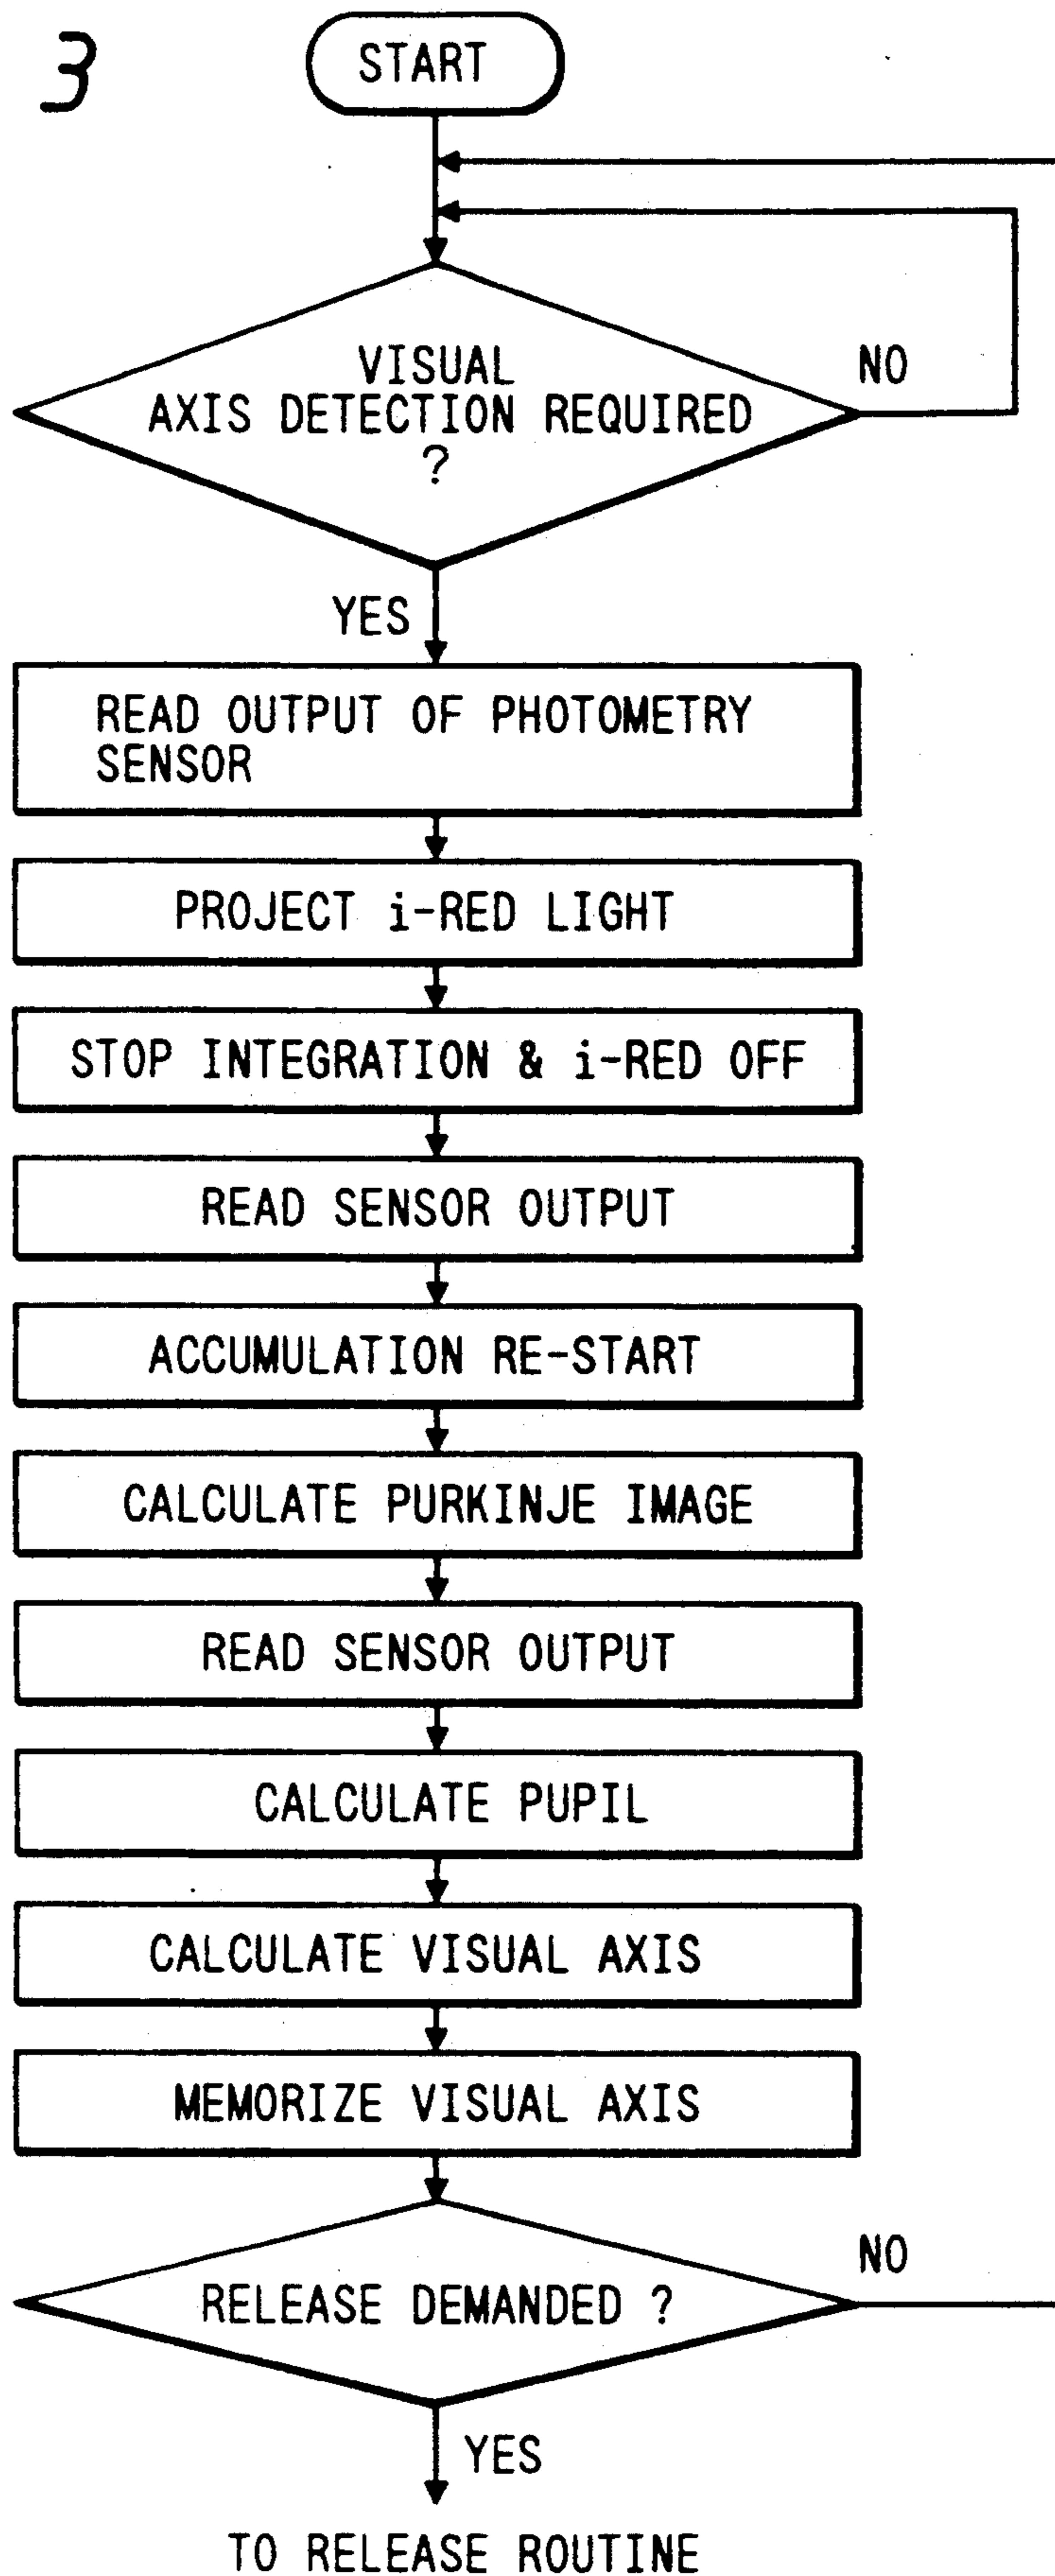 3
START
VISUAL
AXIS DETECTION REQUIRED
?
NO
YES
READ OUTPUT OF PHOTOMETRY
SENSOR
PROJECT i-RED LIGHT
STOP INTEGRATION & i-RED OFF
READ SENSOR OUTPUT
ACCUMULATION RE-START
CALCULATE PURKINJE IMAGE
READ SENSOR OUTPUT
CALCULATE PUPIL
CALCULATE VISUAL AXIS
MEMORIZE VISUAL AXIS
RELEASE DEMANDED ?
NO
YES
TO RELEASE ROUTINE